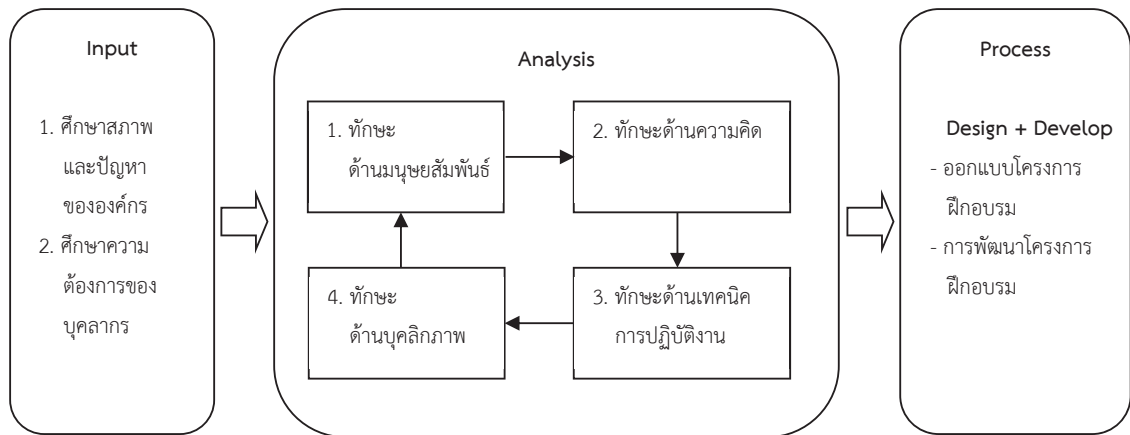 Input
1. ศึกษาสภาพ
และปัญหา
ขององค์กร
2. ศึกษาความ
ต้องการของ
บุคลากร
Analysis
1. ทักษะ
ด้านมนุษยสัมพันธ์
2. ทักษะด้านความคิด
4. ทักษะ
ด้านบุคลิกภาพ
3. ทักษะด้านเทคนิค
การปฏิบัติงาน
Process
Design + Develop
- ออกแบบโครงการ
ฝึกอบรม
- การพัฒนาโครงการ
ฝึกอบรม